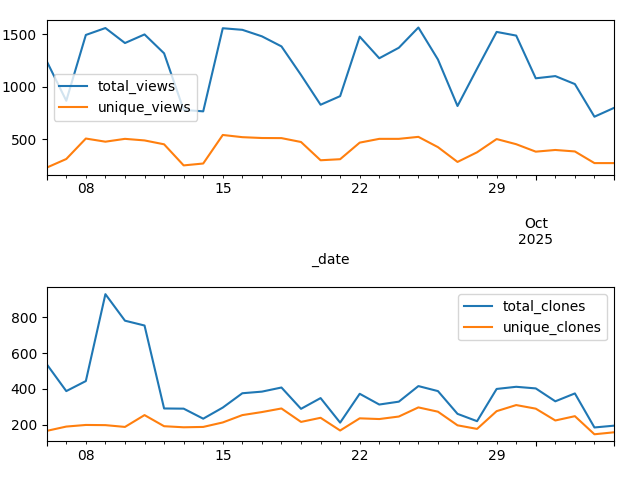 1500
1000
500
total_views
unique_views
08
15
22
29
Oct
2025
_date
800
600
400
200
total_clones
unique_clones
08
15
22
29